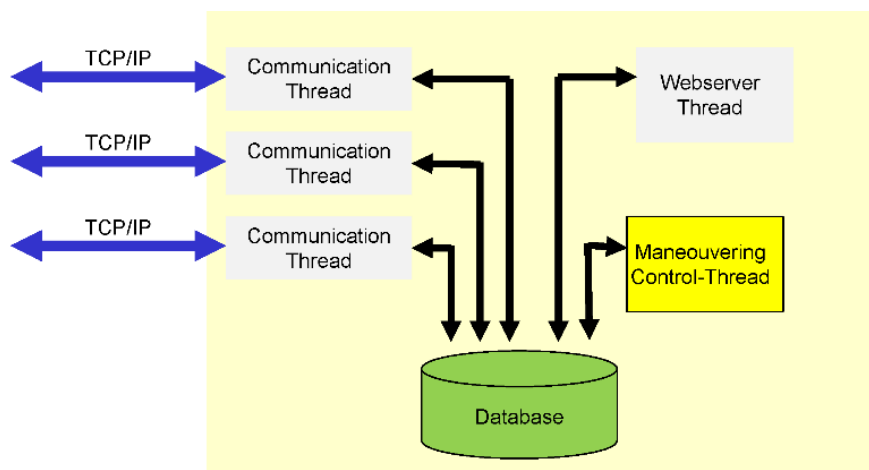 TCP/IP
Communication
Thread
Webserver
Thread
TCP/IP
Communication
Thread
TCP/IP
Communication
Thread
Maneouvering
Control-Thread
Database